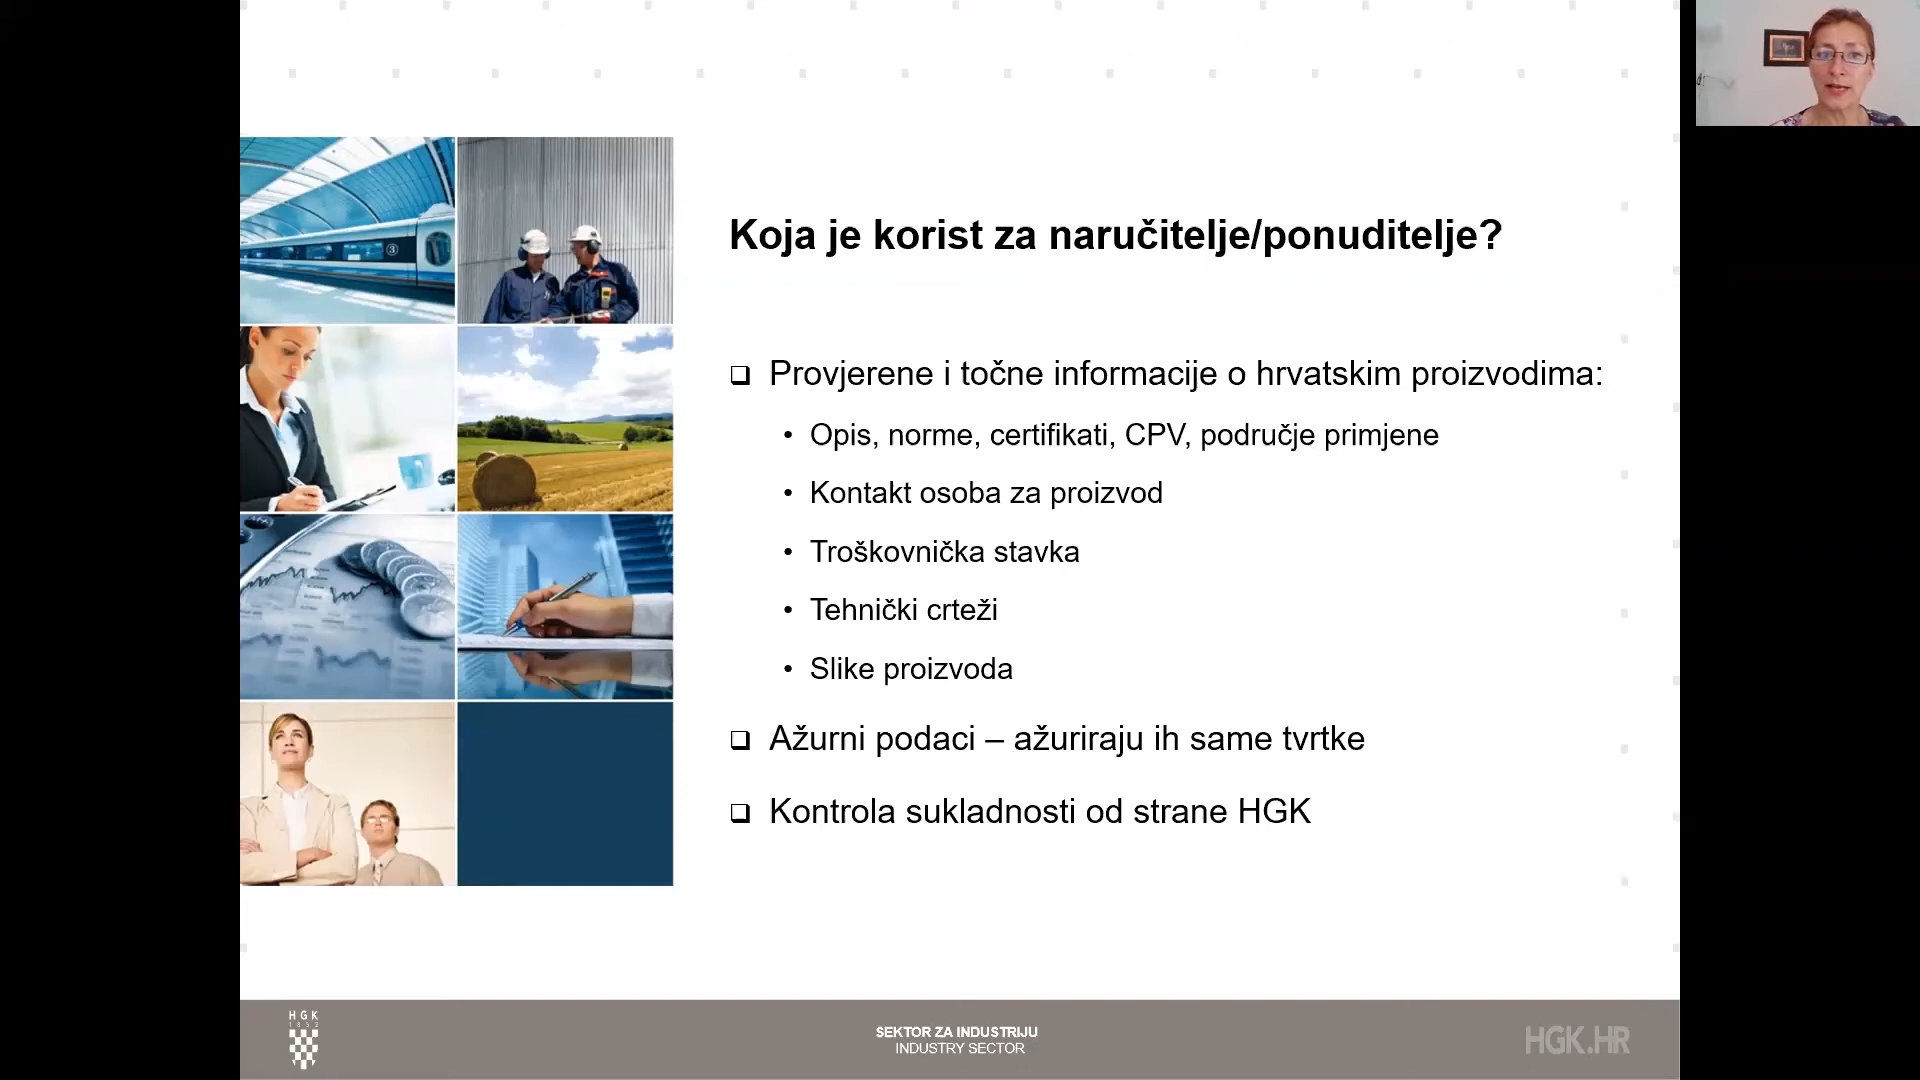 Koja je korist za naručitelje/ponuditelje?
Provjerene i točne informacije o hrvatskim proizvodima:
• Opis, norme, certifikati, CPV, područje primjene
• Kontakt osoba za proizvod
• Troškovnička stavka
• Tehnički crteži
• Slike proizvoda
Ažurni podaci – ažuriraju ih same tvrtke
Kontrola sukladnosti od strane HGK
HGK
1852
SEKTOR ZA INDUSTRIJU
INDUSTRY SECTOR
HGK.HR